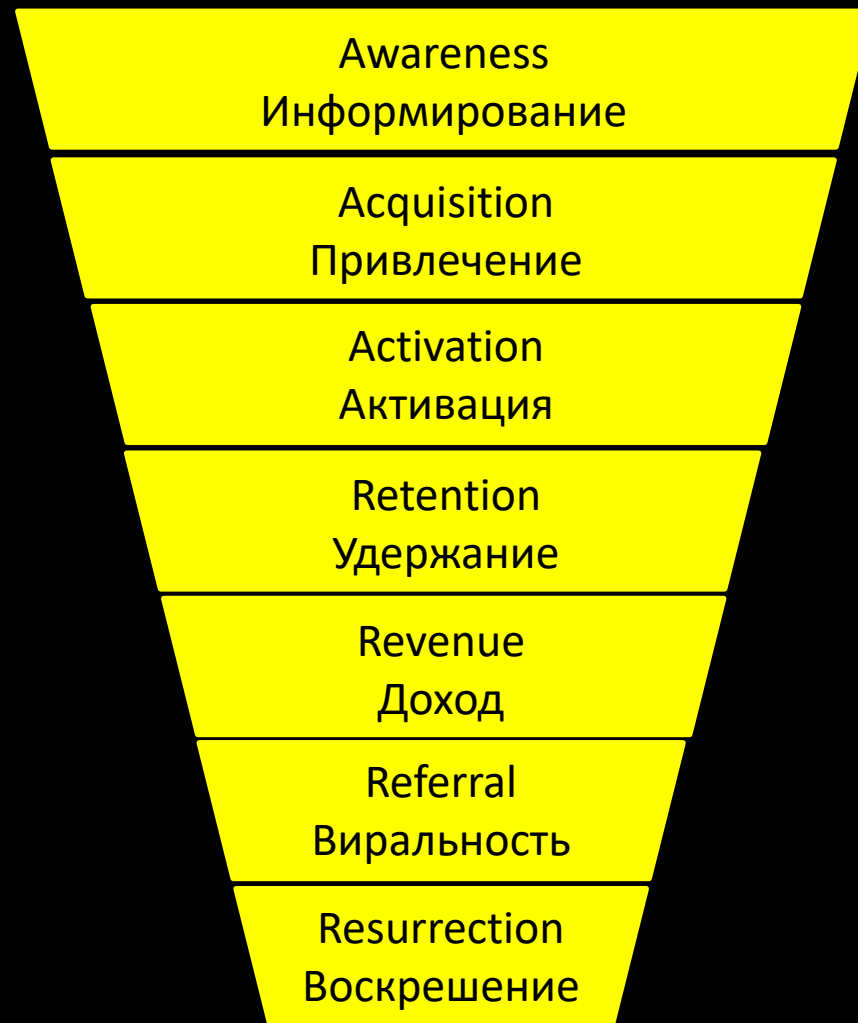 Awareness
Информирование
Acquisition
Привлечение
Activation
Активация
Retention
Удержание
Revenue
Доход
Referral
Виральность
Resurrection
Воскрешение